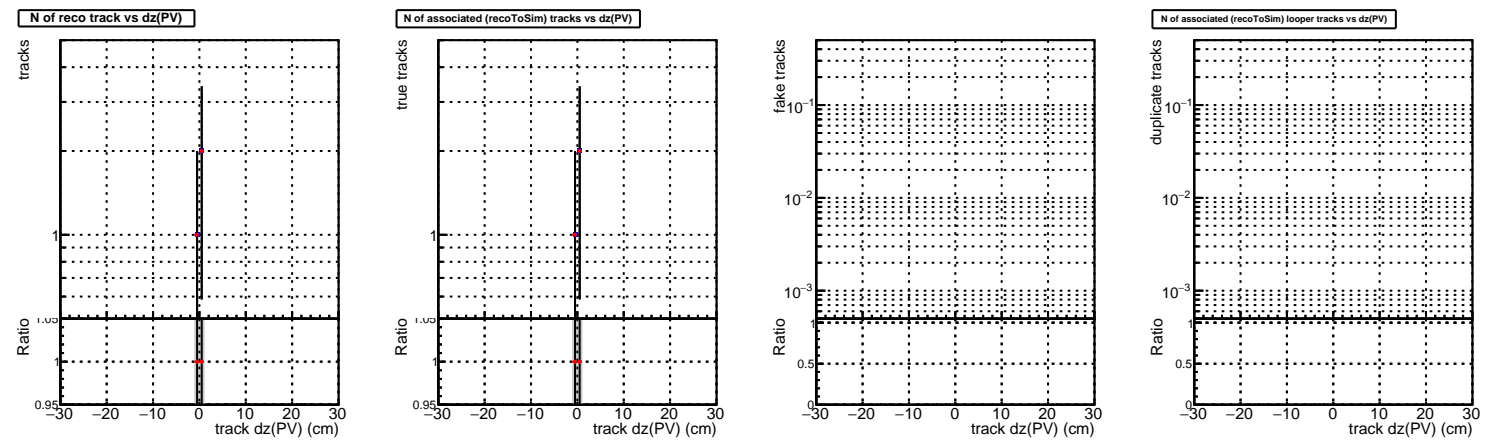 N of reco track vs dz(PV)
tracks
1
1.05
Ratio
1
0.95
−30 −20 −10 0 10 20 30
track dz(PV) (cm)
N of associated (recoToSim) tracks vs dz(PV)
true tracks
1
1.05
Ratio
1
0.95
−30 −20 −10 0 10 20 30
track dz(PV) (cm)
fake tracks
10−1
10−2
10−3
Ratio
1
0.5
0
−30 −20 −10 0 10 20 30
track dz(PV) (cm)
N of associated (recoToSim) looper tracks vs dz(PV)
duplicate tracks
10−1
10−2
10−3
Ratio
1
0.5
0
−30 −20 −10 0 10 20 30
track dz(PV) (cm)